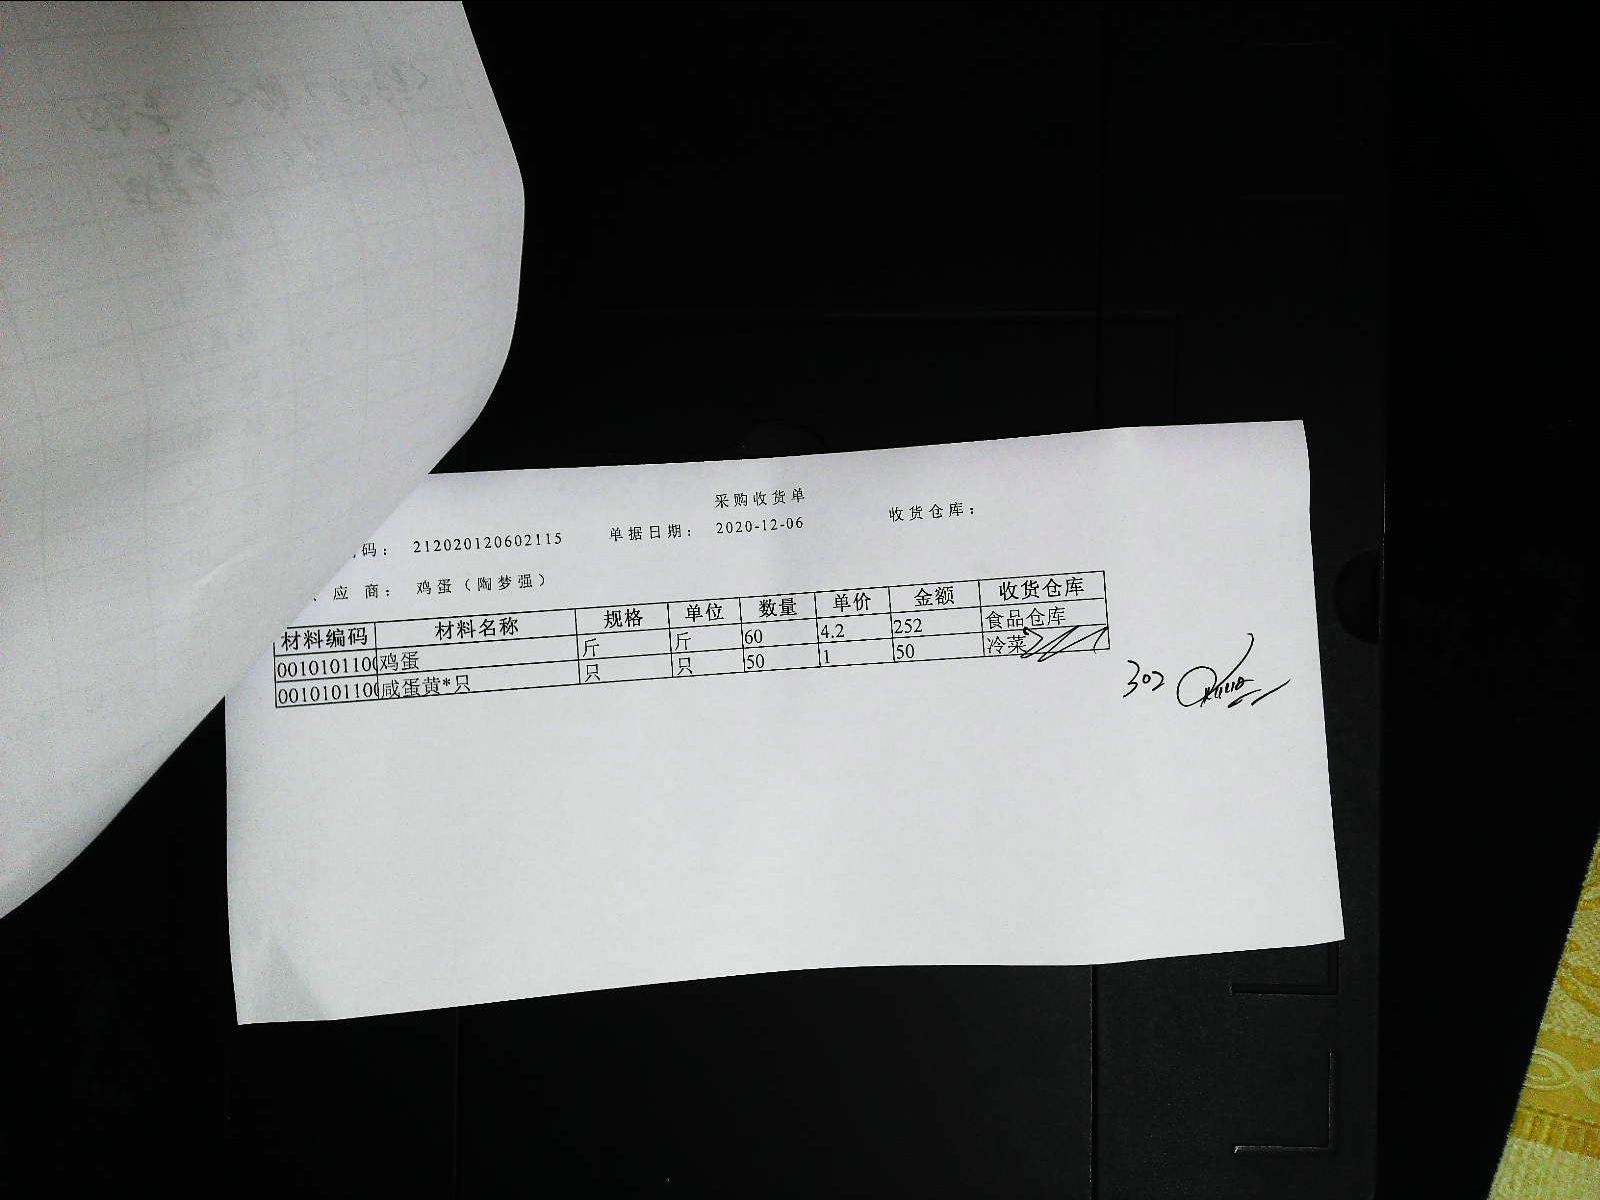 采购收货单
码： 212020120602115 单据日期： 2020-12-06 收货仓库：
应 商： 鸡蛋（陶梦强）
材料编码 材料名称 规格 单位 数量 单价 金额 收货仓库
0010101100 鸡蛋 斤 斤 60 4.2 252 食品仓库
0010101100 咸蛋黄*只 只 只 50 1 50 冷菜
302